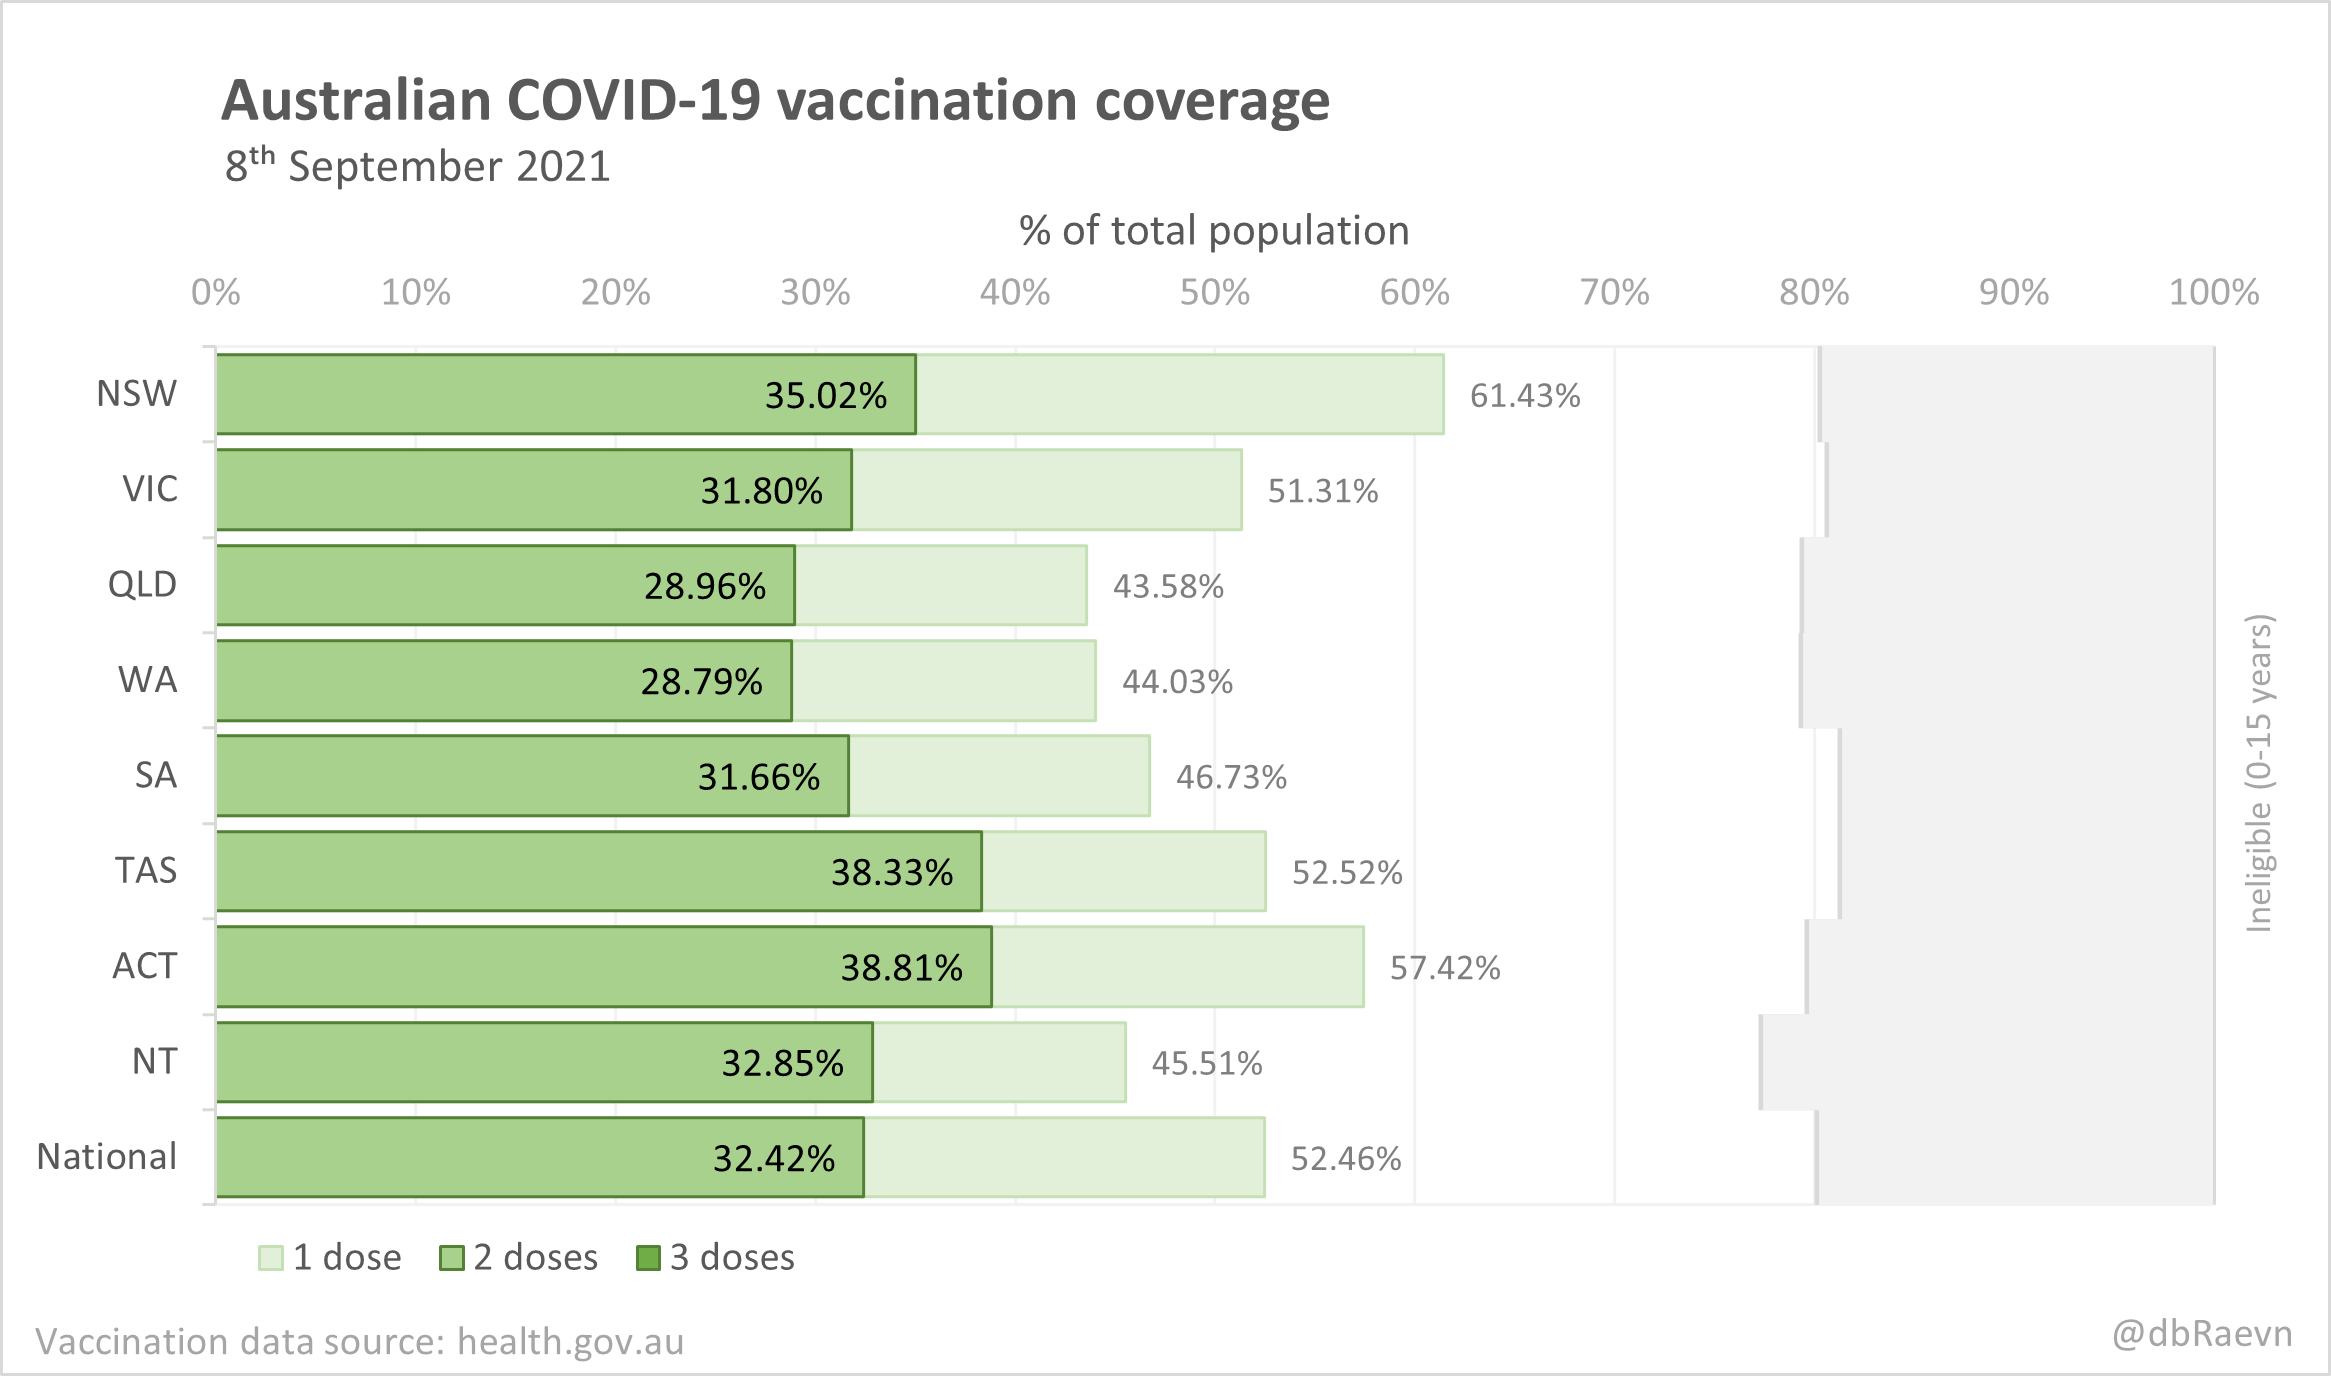 Australian COVID-19 vaccination coverage
8th September 2021
% of total population
0% 10% 20% 30% 40% 50% 60% 70% 80% 90% 100%
NSW 35.02% 61.43%
VIC 31.80% 51.31%
QLD 28.96% 43.58%
WA 28.79% 44.03%
SA 31.66% 46.73%
TAS 38.33% 52.52%
ACT 38.81% 57.42%
NT 32.85% 45.51%
National 32.42% 52.46%
Ineligible (0-15 years)
1 dose 2 doses 3 doses
Vaccination data source: health.gov.au
@dbRaevn